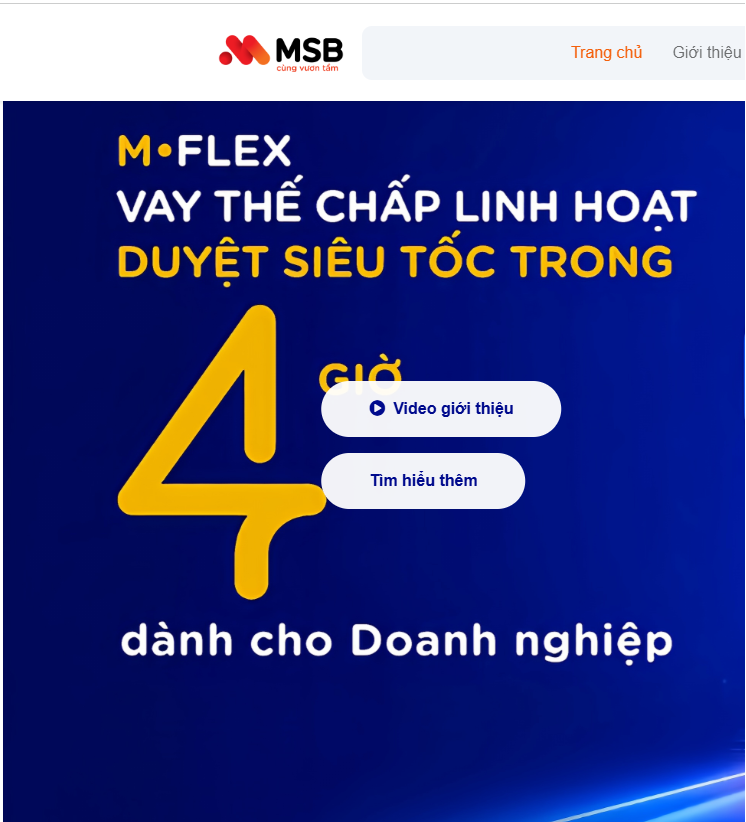 MSB
cùng vươn tầm
Trang chủ
Giới thiệu
M•FLEX
VAY THẾ CHẤP LINH HOẠT
DUYỆT SIÊU TỐC TRONG
4
GIỜ
Video giới thiệu
Tìm hiểu thêm
dành cho Doanh nghiệp